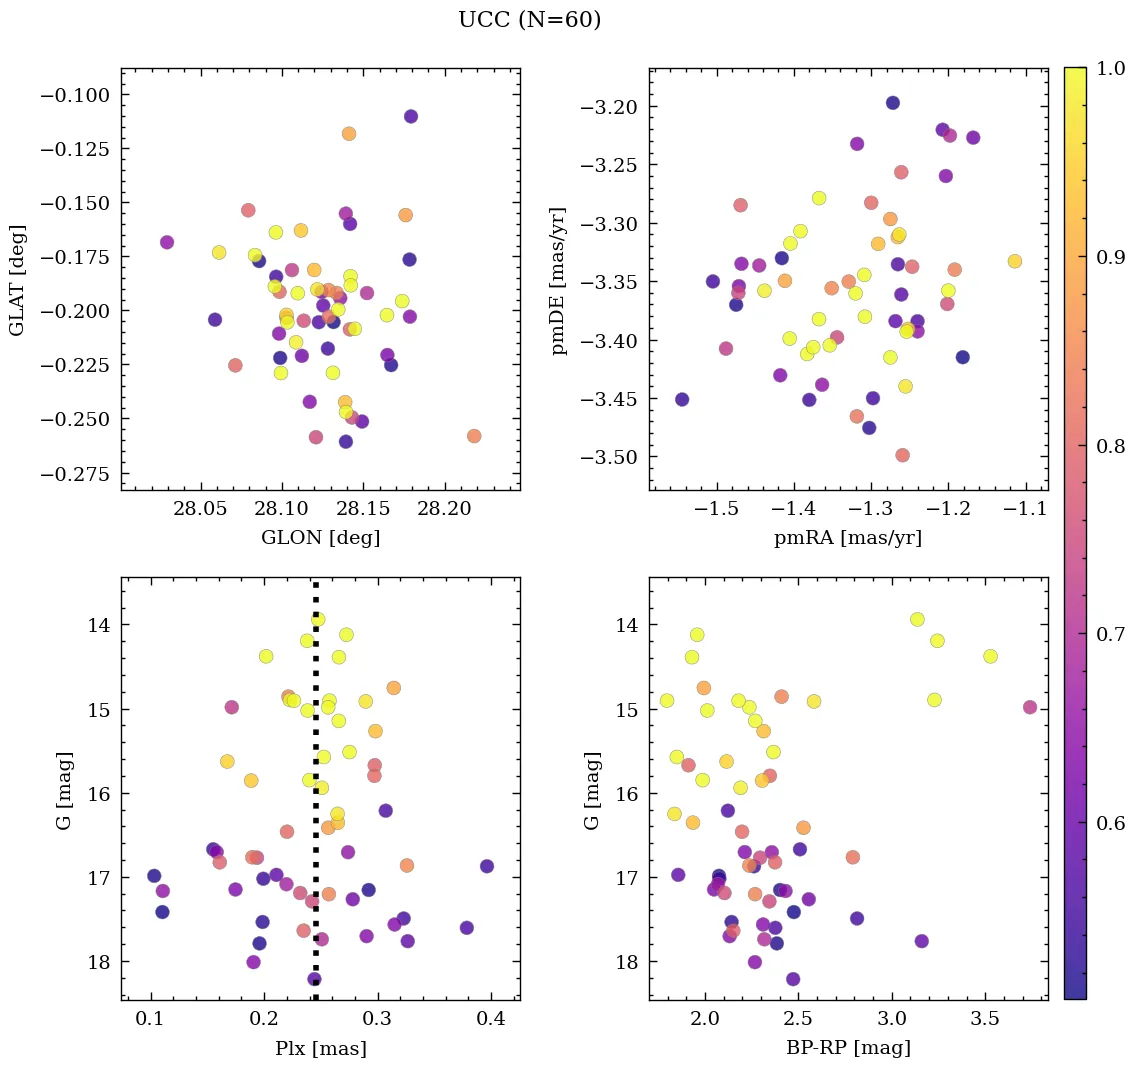 UCC (N=60)
−0.100
−0.125
−0.150
−0.175
−0.200
−0.225
−0.250
−0.275
GLAT [deg]
28.05 28.10 28.15 28.20
GLON [deg]
−3.20
−3.25
−3.30
−3.35
−3.40
−3.45
−3.50
pmDE [mas/yr]
−1.5 −1.4 −1.3 −1.2 −1.1
pmRA [mas/yr]
14
15
16
17
18
G [mag]
0.1 0.2 0.3 0.4
Plx [mas]
14
15
16
17
18
G [mag]
2.0 2.5 3.0 3.5
BP-RP [mag]
1.0
0.9
0.8
0.7
0.6